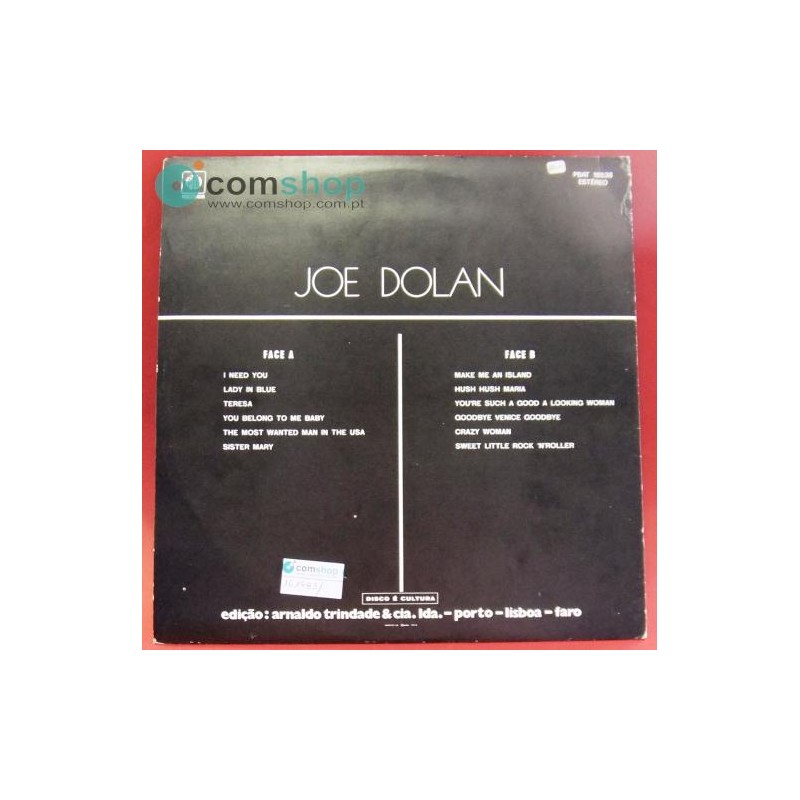 comshop
www.comshop.com.pt
ESTÉREO
JOE DOLAN
FACE A
I NEED YOU
LADY IN BLUE
TERESA
YOU BELONG TO ME BABY
THE MOST WANTED MAN IN THE USA
SISTER MARY
FACE B
MAKE ME AN ISLAND
HUSH HUSH MARIA
YOU'RE SUCH A GOOD A LOOKING WOMAN
GOODBYE VENICE GOODBYE
CRAZY WOMAN
SWEET LITTLE ROCK 'N'ROLLER
comshop
DISCO É CULTURA
edição: arnaldo trindade & cia. lda. - porto - lisboa - faro